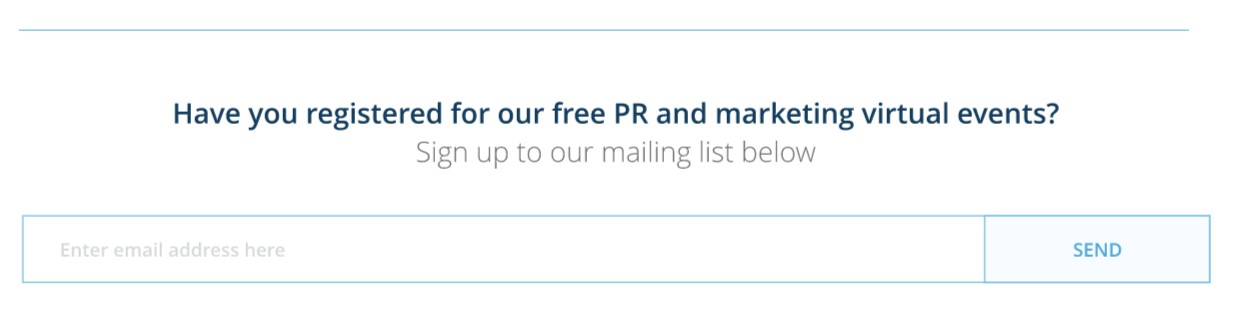 Have you registered for our free PR and marketing virtual events?
Sign up to our mailing list below
Enter email address here
SEND